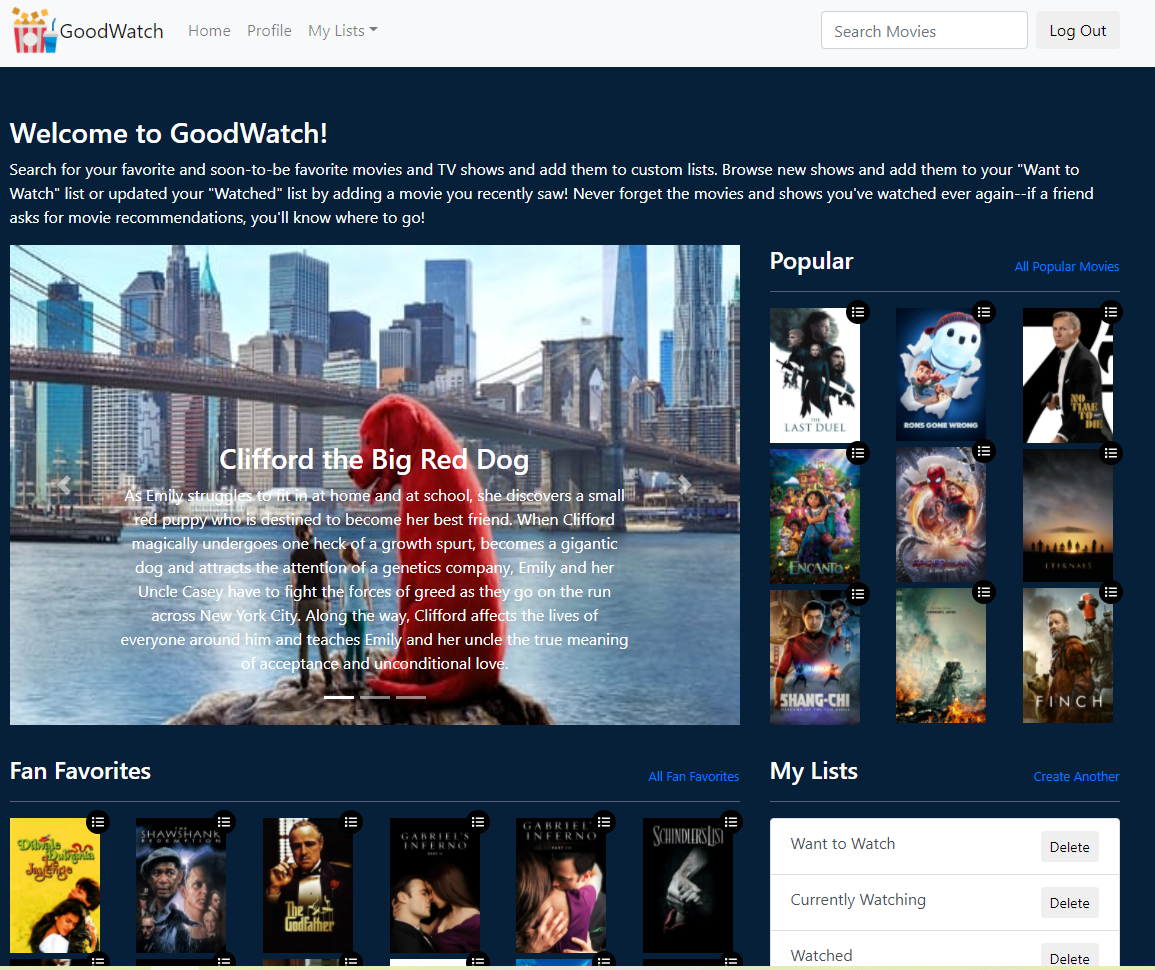 GoodWatch
Home
Profile
My Lists
Search Movies
Log Out
Welcome to GoodWatch!
Search for your favorite and soon-to-be favorite movies and TV shows and add them to custom lists. Browse new shows and add them to your "Want to
Watch" list or updated your "Watched" list by adding a movie you recently saw! Never forget the movies and shows you've watched ever again--if a friend
asks for movie recommendations, you'll know where to go!
Clifford the Big Red Dog
As Emily struggles to fit in at home and at school, she discovers a small
red puppy who is destined to become her best friend. When Clifford
magically undergoes one heck of a growth spurt, becomes a gigantic
dog and attracts the attention of a genetics company, Emily and her
Uncle Casey have to fight the forces of greed as they go on the run
across New York City. Along the way, Clifford affects the lives of
everyone around him and teaches Emily and her uncle the true meaning
of acceptance and unconditional love.
Popular
All Popular Movies
THE
LAST DUEL
RON'S GONE WRONG
NO
TIME
TO
DIE
ENCANTO
ETERNALS
SHANG-CHI
FINCH
Fan Favorites
All Fan Favorites
Dilwale
Dulhania
Jayenge
SHAWSHANK
REDEMPTION
The
Godfather
GABRIEL'S
INFERNO
PART II
GABRIEL'S
INFERNO
PART III
SCHINDLER'S LIST
My Lists
Create Another
Want to Watch
Delete
Currently Watching
Delete
Watched
Delete